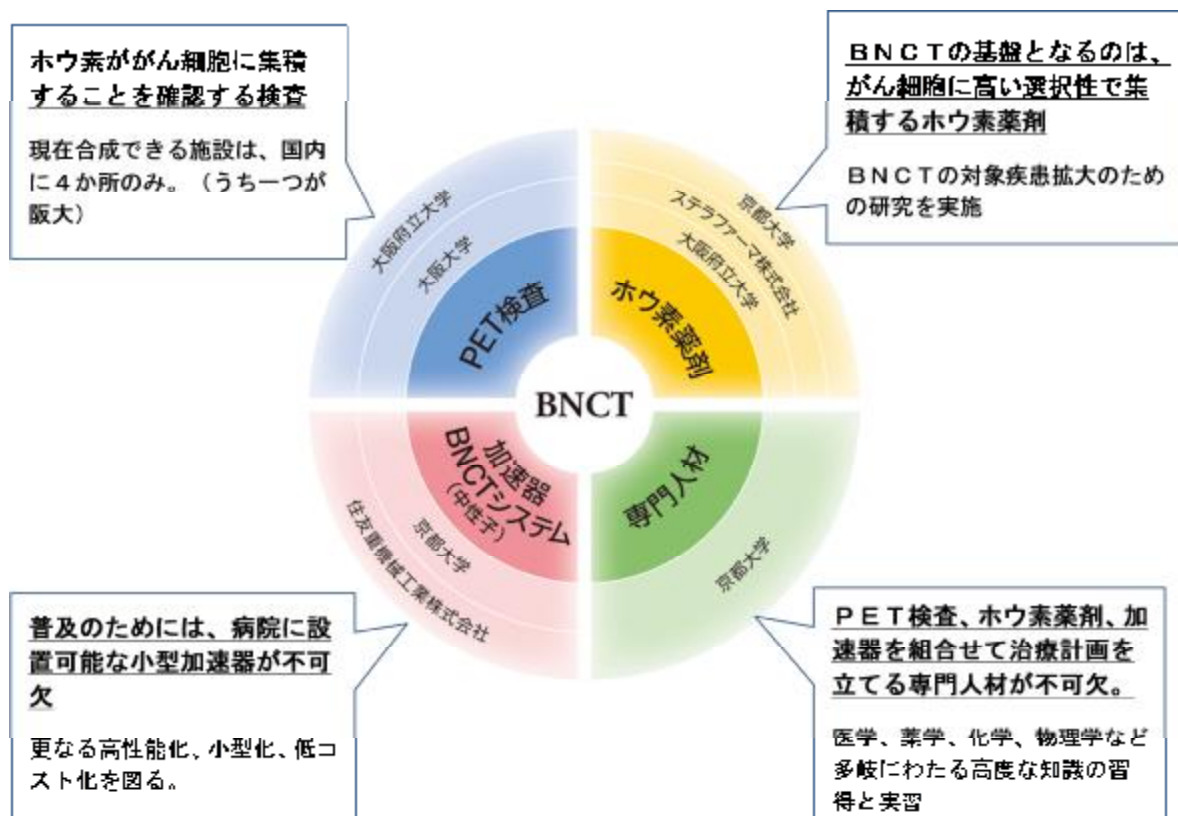 ホウ素ががん細胞に集積
することを確認する検査
現在合成できる施設は、国内
に４か所のみ。（うち一つが
阪大）
ＢＮＣＴの基盤となるのは、
がん細胞に高い選択性で集
積するホウ素薬剤
ＢＮＣＴの対象疾患拡大のため
の研究を実施
大阪府立大学
大阪大学
PET検査
京都大学
ステラファーマ株式会社
大阪府立大学
ホウ素薬剤
BNCT
加速器
BNCTシステム
(中性子)
京都大学
住友重機械工業株式会社
専門人材
京都大学
普及のためには、病院に設
置可能な小型加速器が不可
欠
更なる高性能化、小型化、低コ
スト化を図る。
ＰＥＴ検査、ホウ素薬剤、加
速器を組合せて治療計画を
立てる専門人材が不可欠。
医学、薬学、化学、物理学など
多岐にわたる高度な知識の習
得と実習